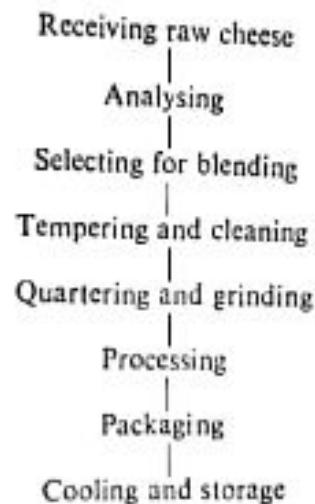 Receiving raw cheese
Analysing
Selecting for blending
Tempering and cleaning
Quartering and grinding
Processing
Packaging
Cooling and storage